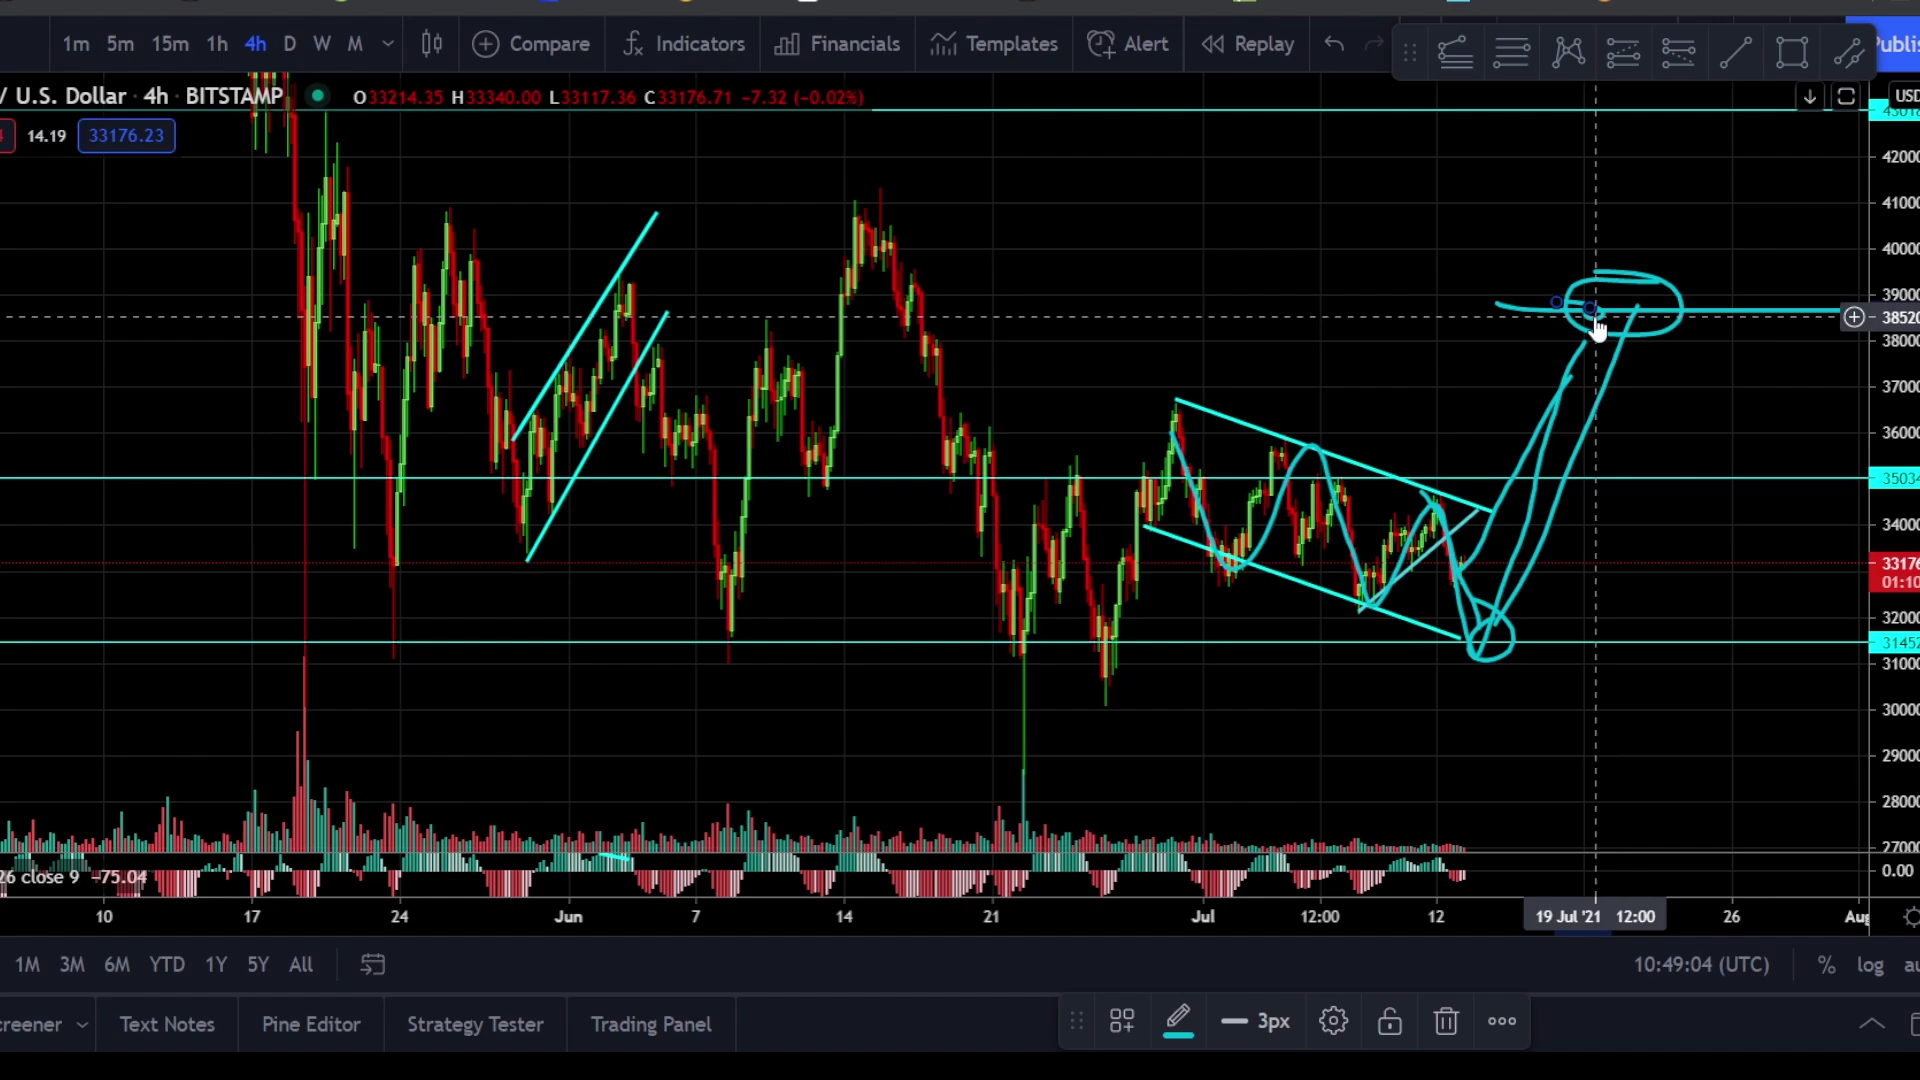 1m 5m 15m 1h 4h D W M Compare Indicators Financials Templates Alert Replay
/ U.S. Dollar · 4h · BITSTAMP O33214.35 H33340.00 L33117.36 C33176.71 −7.32 (−0.02%)
14.19 33176.23
USD
42000
41000
40000
39000
38520
38000
37000
36000
35034
34000
33176
01:10
32000
31452
31000
30000
29000
28000
27000
26 close 9 −75.04 0.00
10 17 24 Jun 7 14 21 Jul 12:00 12 19 Jul '21 12:00 26 Aug
1M 3M 6M YTD 1Y 5Y All 10:49:04 (UTC) % log
Text Notes Pine Editor Strategy Tester Trading Panel 3px